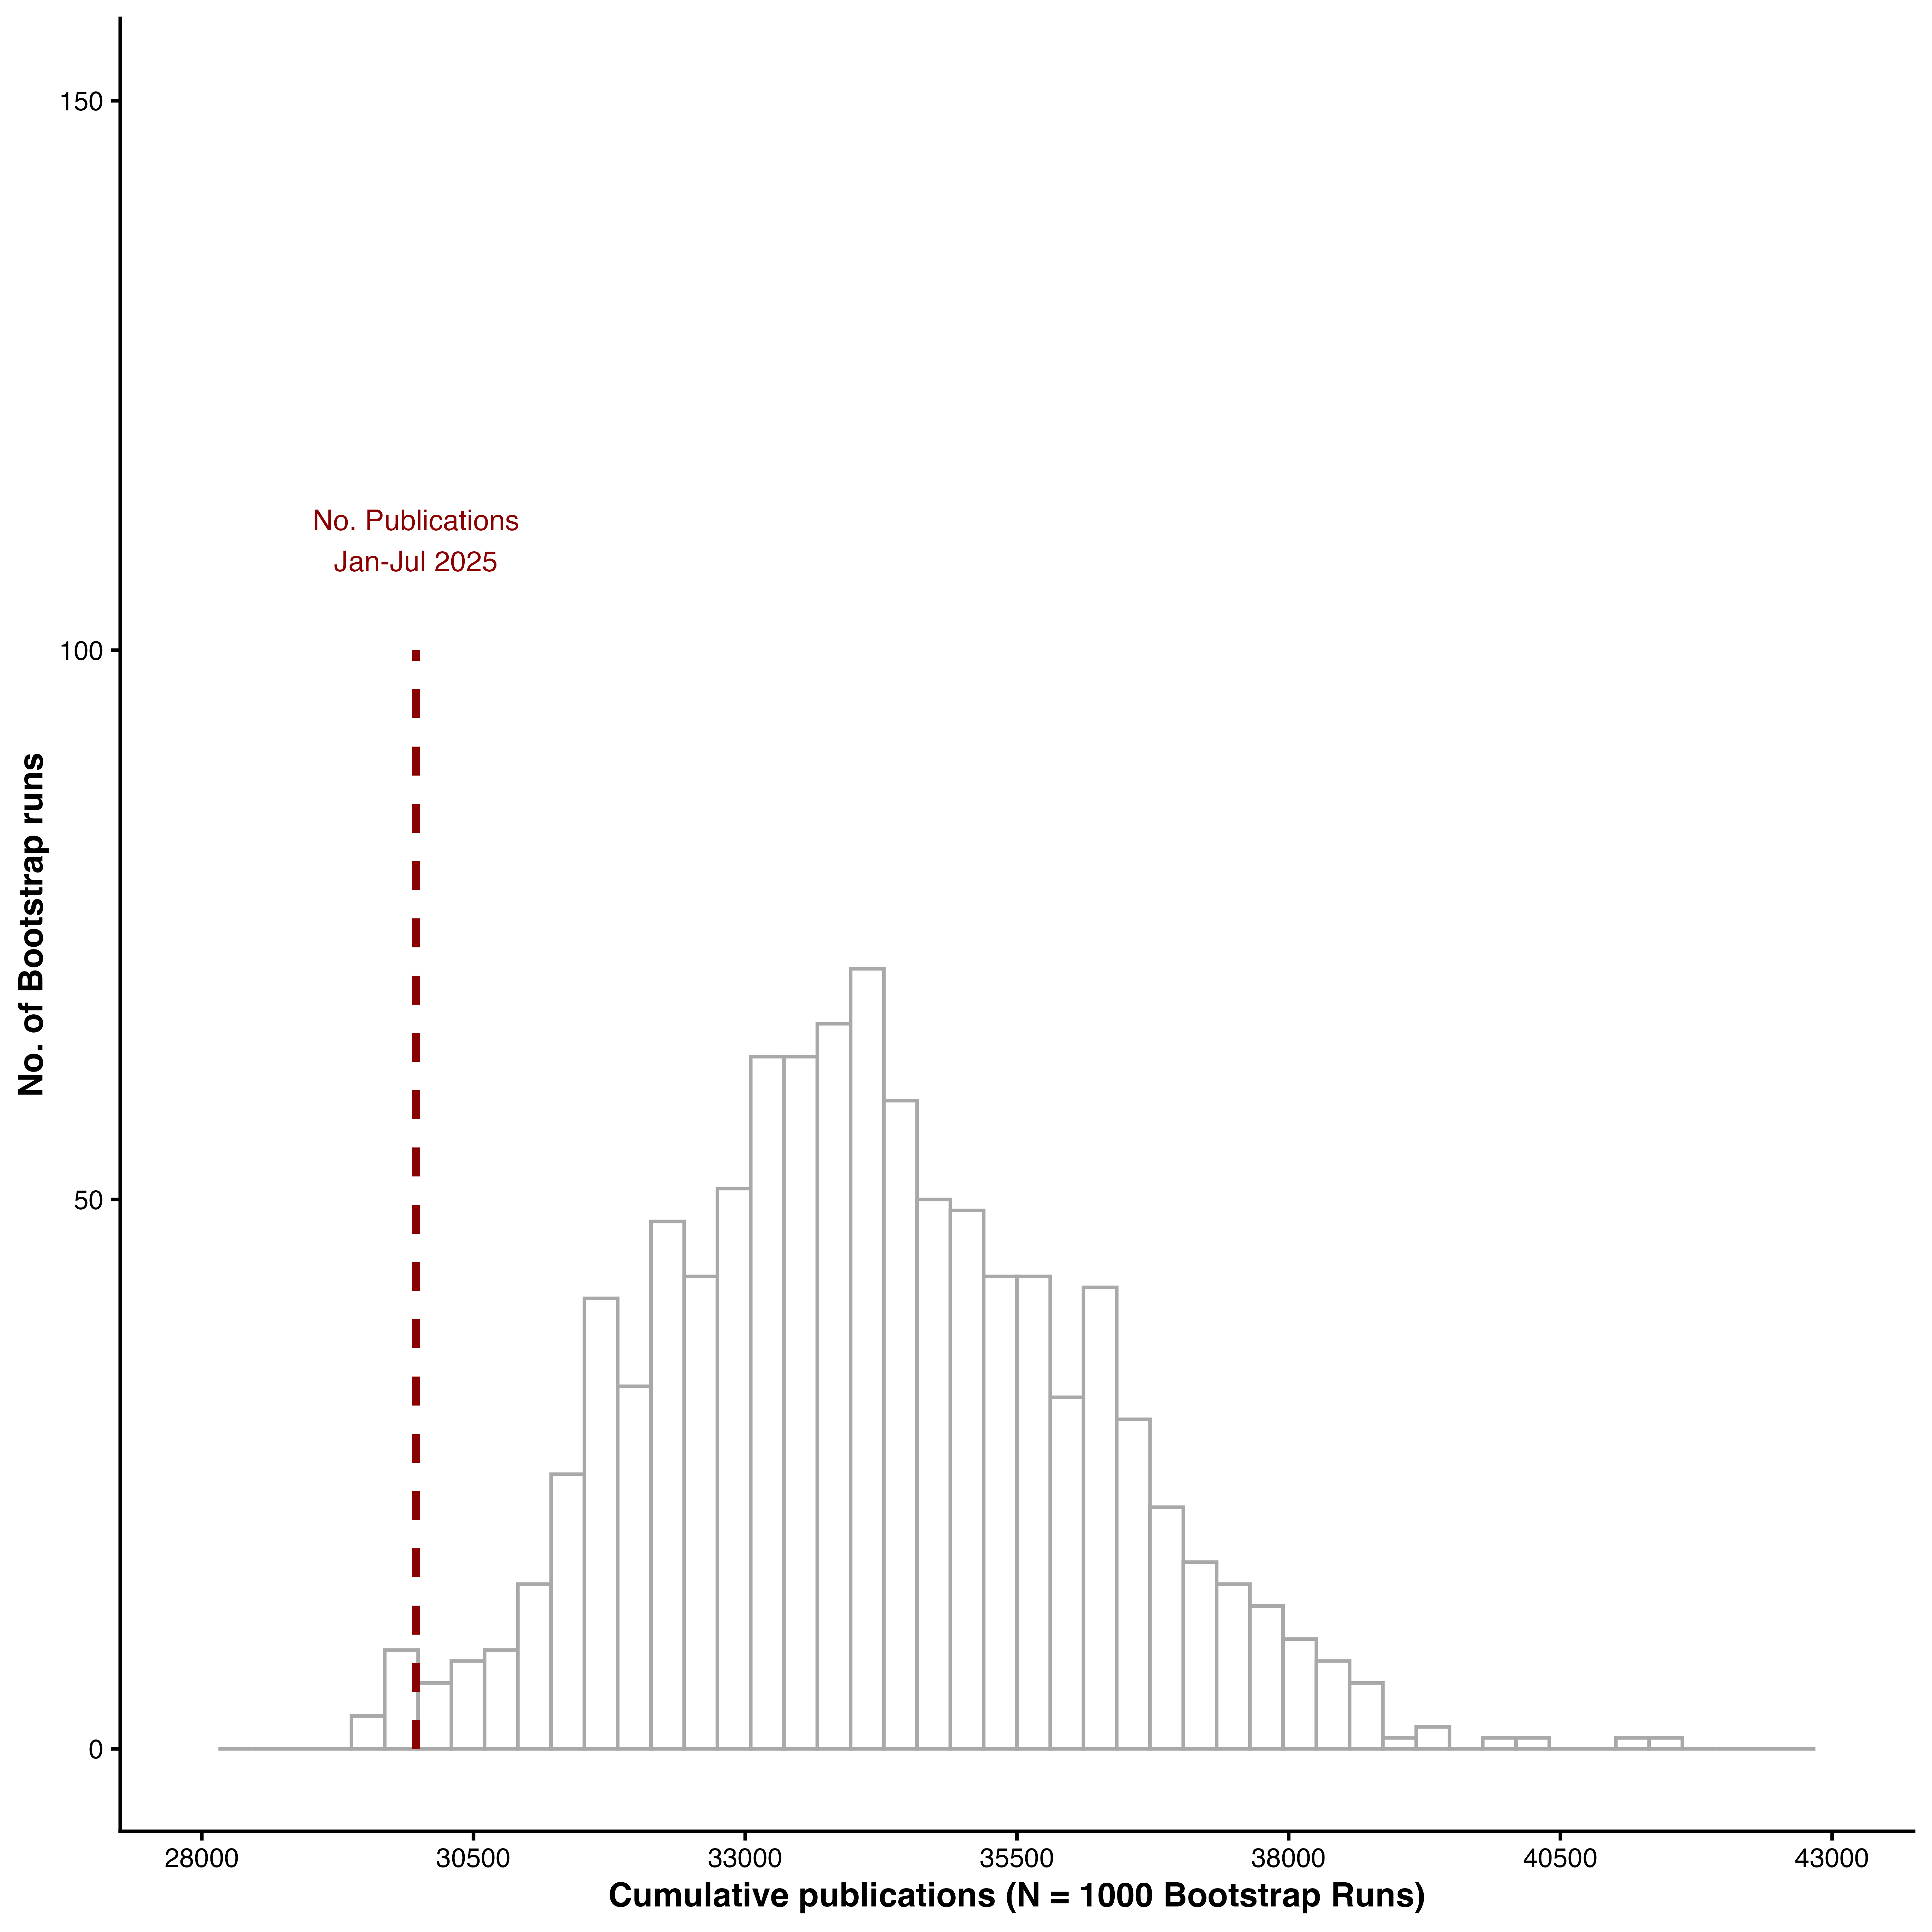 150
No. Publications
Jan-Jul 2025
100
No. of Bootstrap runs
50
0
28000 30500 33000 35500 38000 40500 43000
Cumulative publications (N = 1000 Bootstrap Runs)